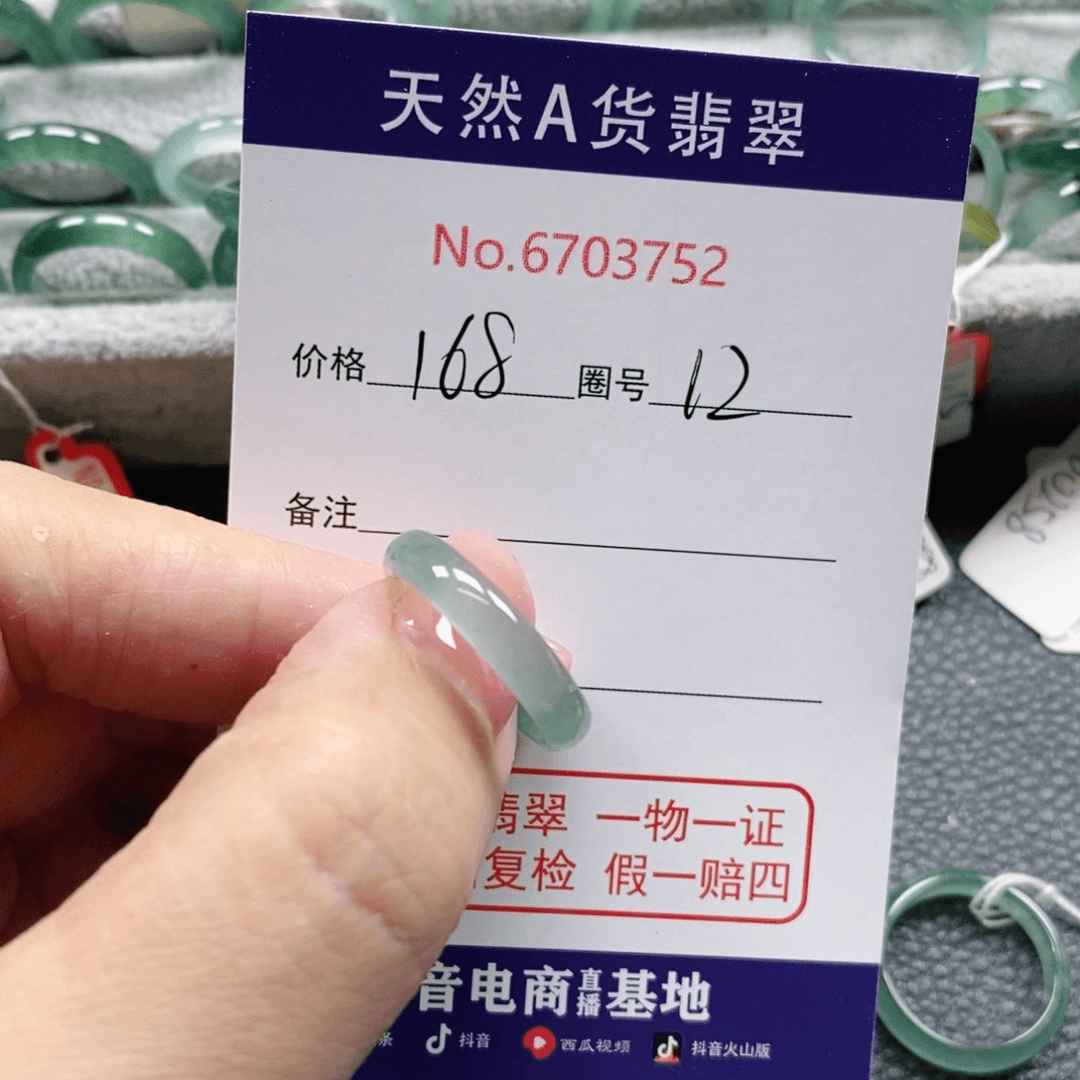 天然A货翡翠
No.6703752
价格 168 圈号 12
备注
翡翠 一物一证
复检 假一赔四
音电商直播基地
条 抖音 西瓜视频 抖音火山版